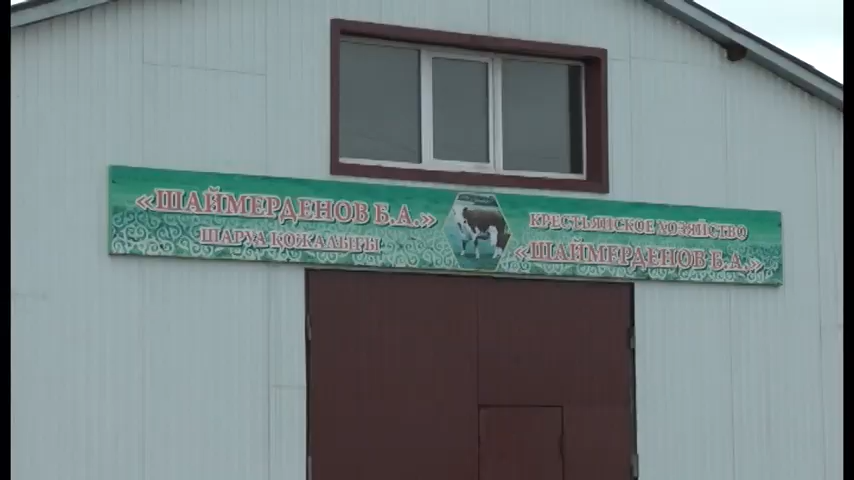 «ШАЙМЕРДЕНОВ Б.А.»
ШАРУА ҚОЖАЛЫҒЫ
КРЕСТЬЯНСКОЕ ХОЗЯЙСТВО
«ШАЙМЕРДЕНОВ Б.А.»